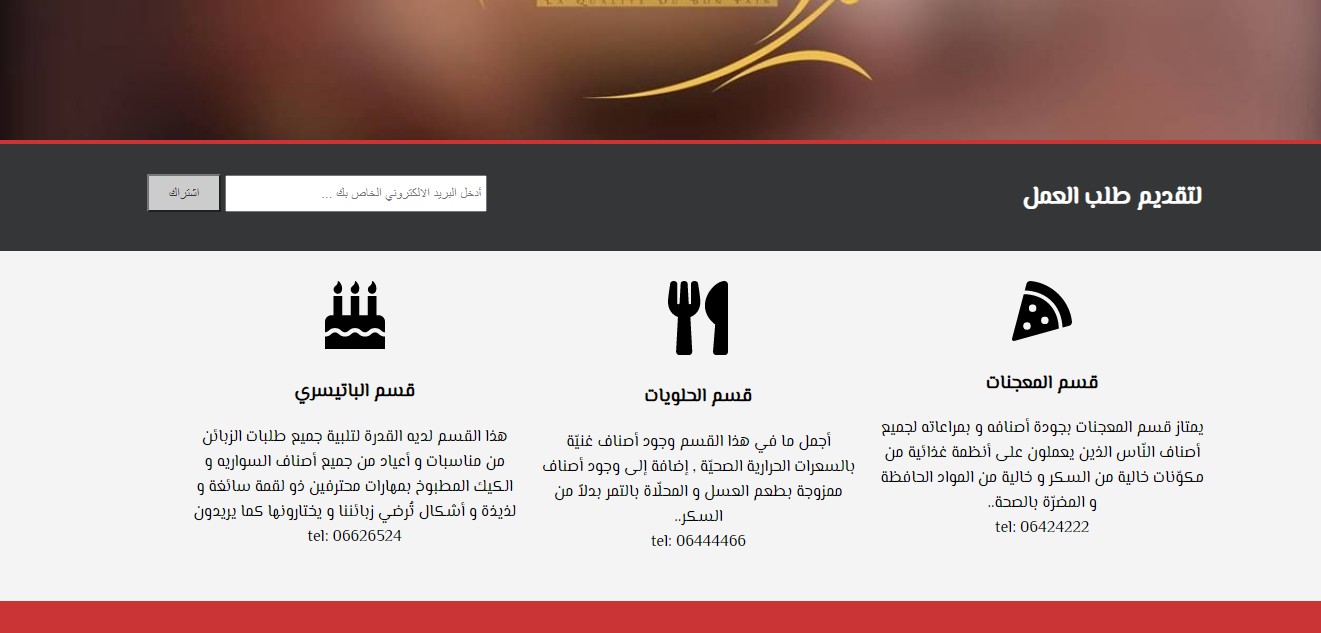 LA QUALITÉ DU BON PAIN
لتقديم طلب العمل
أدخل البريد الالكتروني الخاص بك ...
اشتراك
قسم المعجنات
يمتاز قسم المعجنات بجودة أصنافه و بمراعاته لجميع
أصناف النّاس الذين يعملون على أنظمة غذائية من
مكوّنات خالية من السكر و خالية من المواد الحافظة
و المضرّة بالصحة..
tel: 06424222
قسم الحلويات
أجمل ما في هذا القسم وجود أصناف غنيّة
بالسعرات الحرارية الصحيّة , إضافة إلى وجود أصناف
ممزوجة بطعم العسل و المحلّاة بالتمر بدلاً من
السكر..
tel: 06444466
قسم الباتيسري
هذا القسم لديه القدرة لتلبية جميع طلبات الزبائن
من مناسبات و أعياد من جميع أصناف السواريه و
الكيك المطبوخ بمهارات محترفين ذو لقمة سائغة و
لذيذة و أشكال تُرضي زبائننا و يختارونها كما يريدون
tel: 06626524